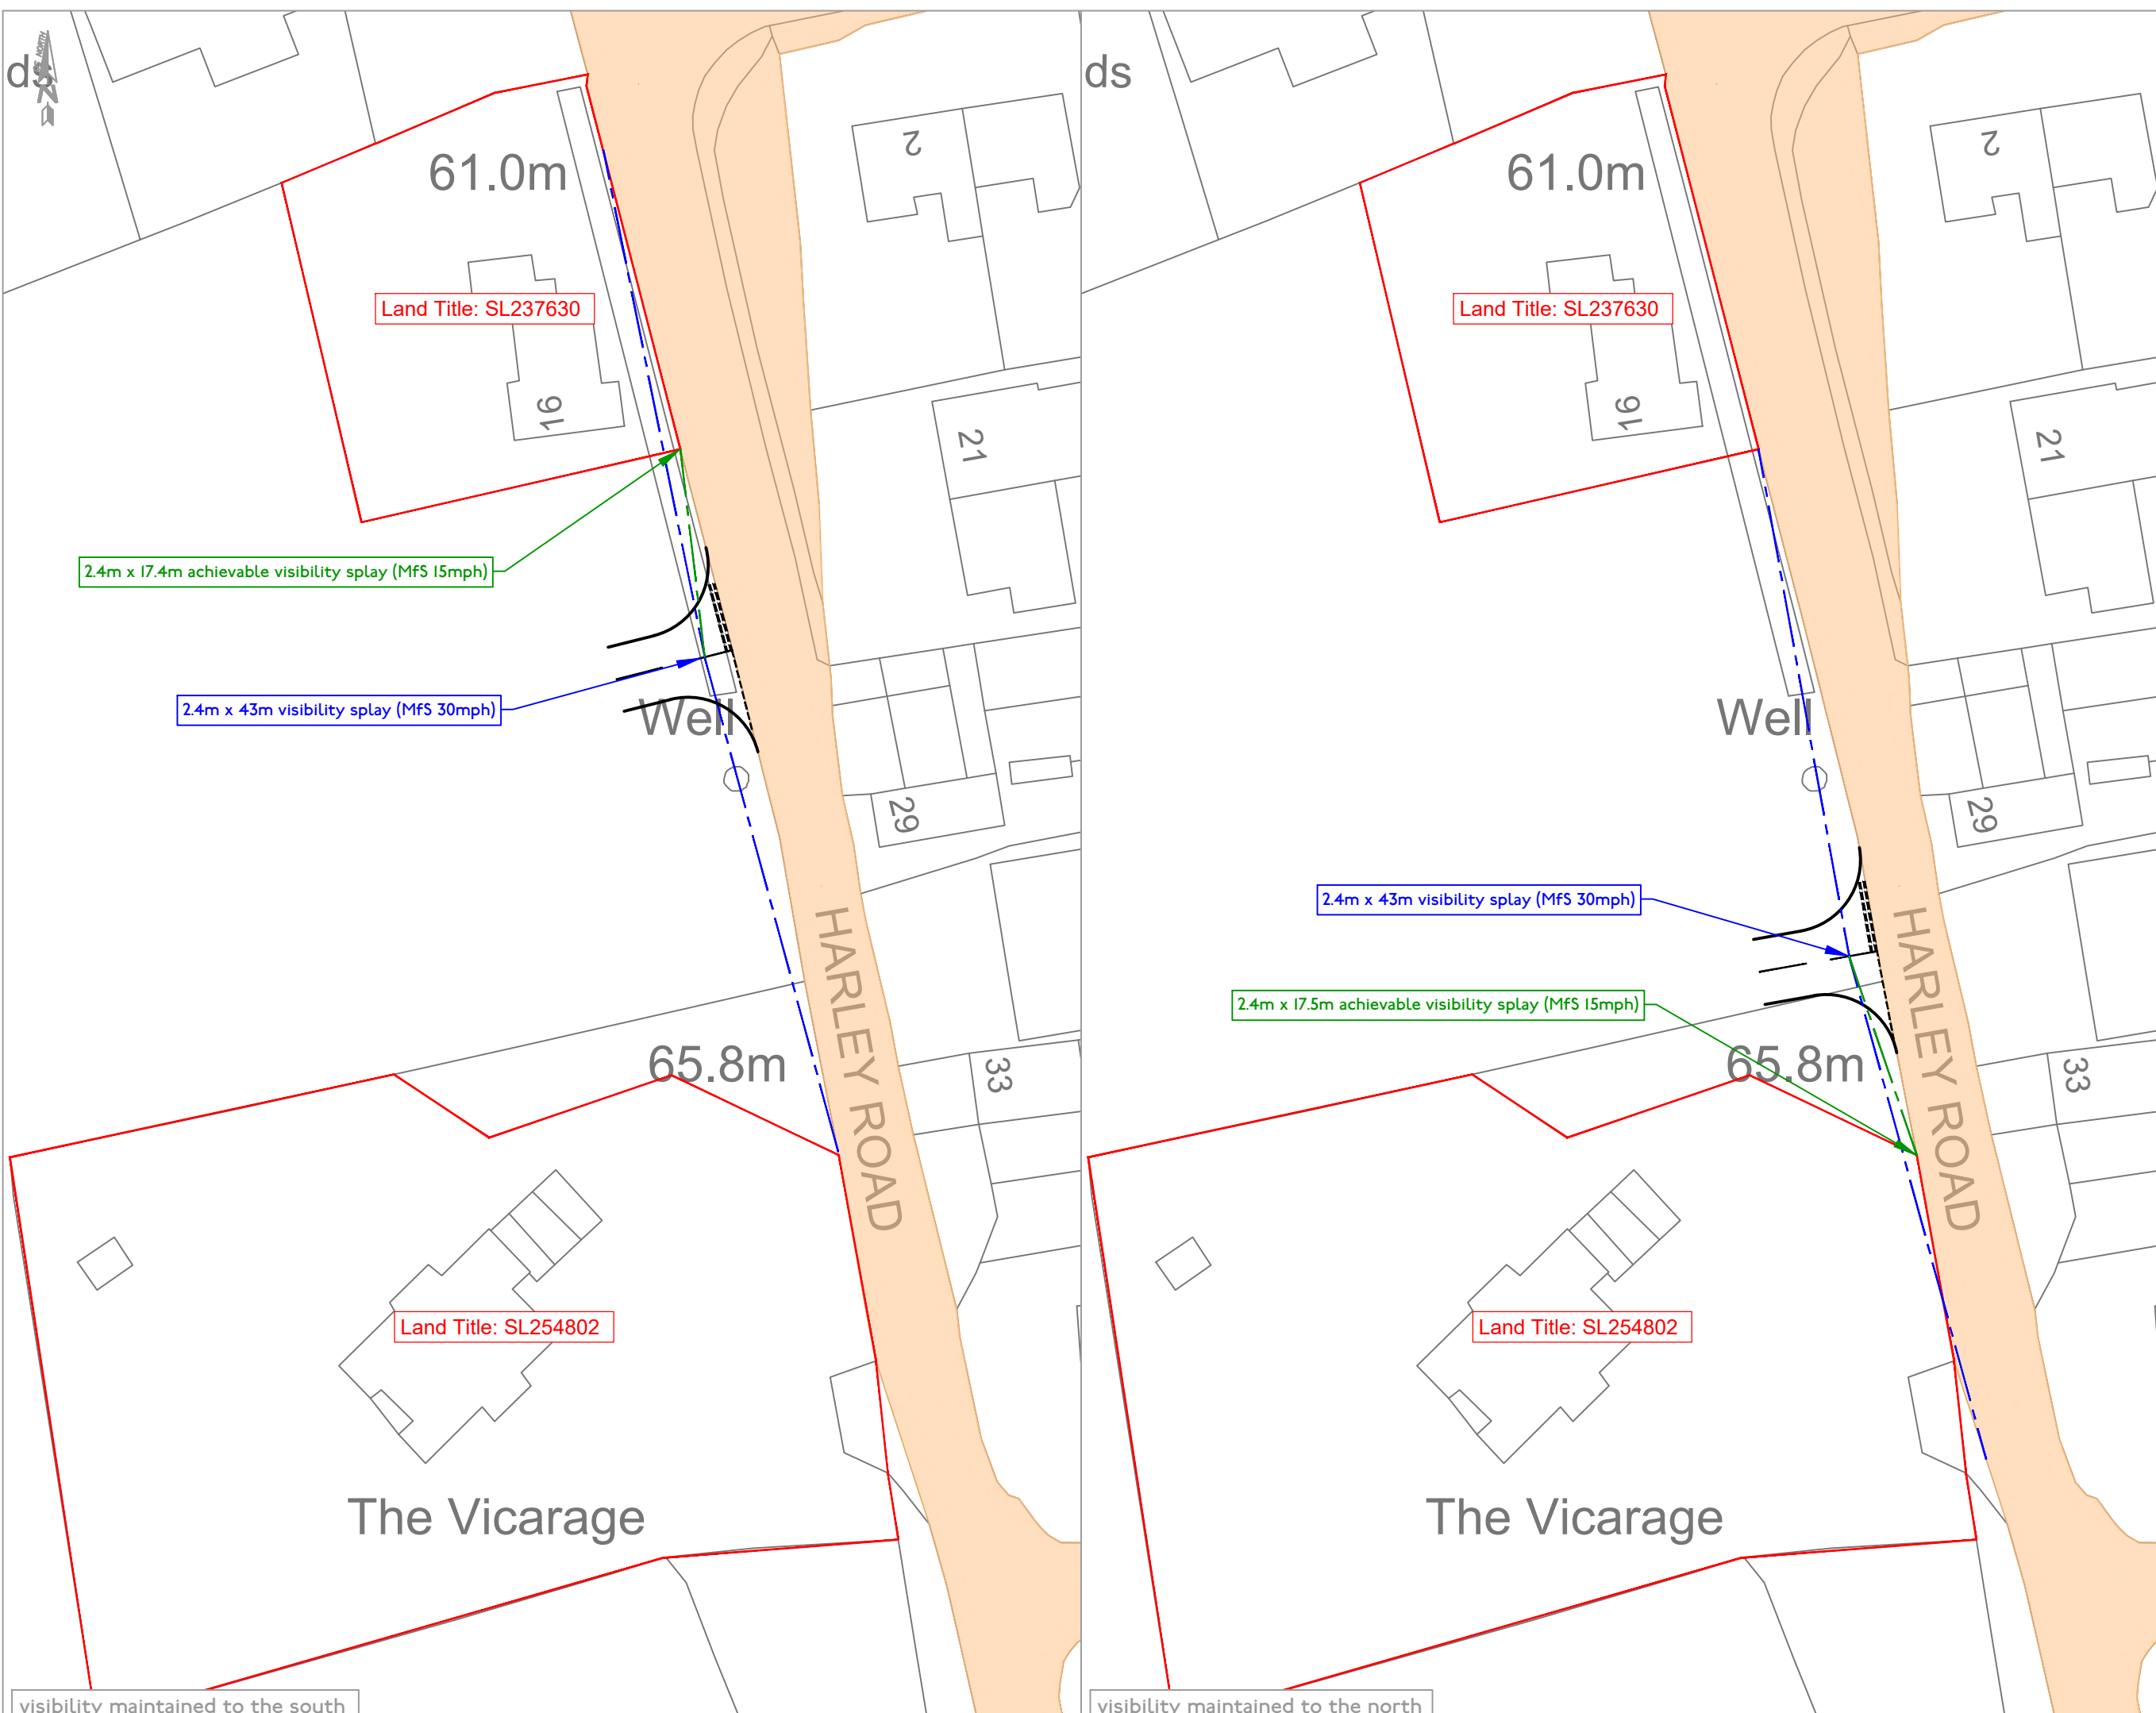 NORTH
ds
61.0m
2
Land Title: SL237630
16
21
2.4m x 17.4m achievable visibility splay (MfS 15mph)
2.4m x 43m visibility splay (MfS 30mph)
Well
29
HARLEY ROAD
65.8m
33
Land Title: SL254802
The Vicarage
visibility maintained to the south
ds
61.0m
2
Land Title: SL237630
16
21
Well
29
2.4m x 43m visibility splay (MfS 30mph)
HARLEY ROAD
2.4m x 17.5m achievable visibility splay (MfS 15mph)
65.8m
33
Land Title: SL254802
The Vicarage
visibility maintained to the north